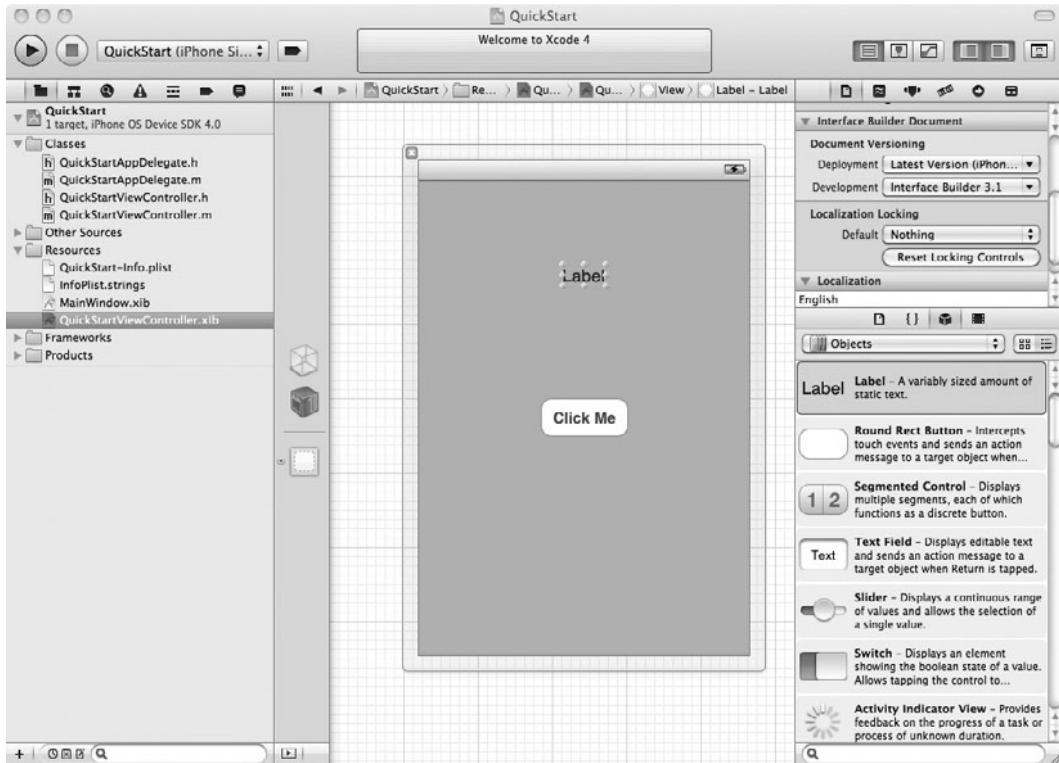 QuickStart
QuickStart (iPhone Si...
Welcome to Xcode 4
QuickStart
Re...
Qu...
Qu...
View
Label - Label
QuickStart
1 target, iPhone OS Device SDK 4.0
Classes
h QuickStartAppDelegate.h
m QuickStartAppDelegate.m
h QuickStartViewController.h
m QuickStartViewController.m
Other Sources
Resources
QuickStart-Info.plist
InfoPlist.strings
MainWindow.xib
QuickStartViewController.xib
Frameworks
Products
Label
Click Me
Interface Builder Document
Document Versioning
Deployment Latest Version (iPhon...
Development Interface Builder 3.1
Localization Locking
Default Nothing
Reset Locking Controls
Localization
English
{}
Objects
Label Label - A variably sized amount of
static text.
Round Rect Button - Intercepts
touch events and sends an action
message to a target object when...
1 2 Segmented Control - Displays
multiple segments, each of which
functions as a discrete button.
Text Text Field - Displays editable text
and sends an action message to a
target object when Return is tapped.
Slider - Displays a continuous range
of values and allows the selection of
a single value.
Switch - Displays an element
showing the boolean state of a value.
Allows tapping the control to...
Activity Indicator View - Provides
feedback on the progress of a task or
process of unknown duration.